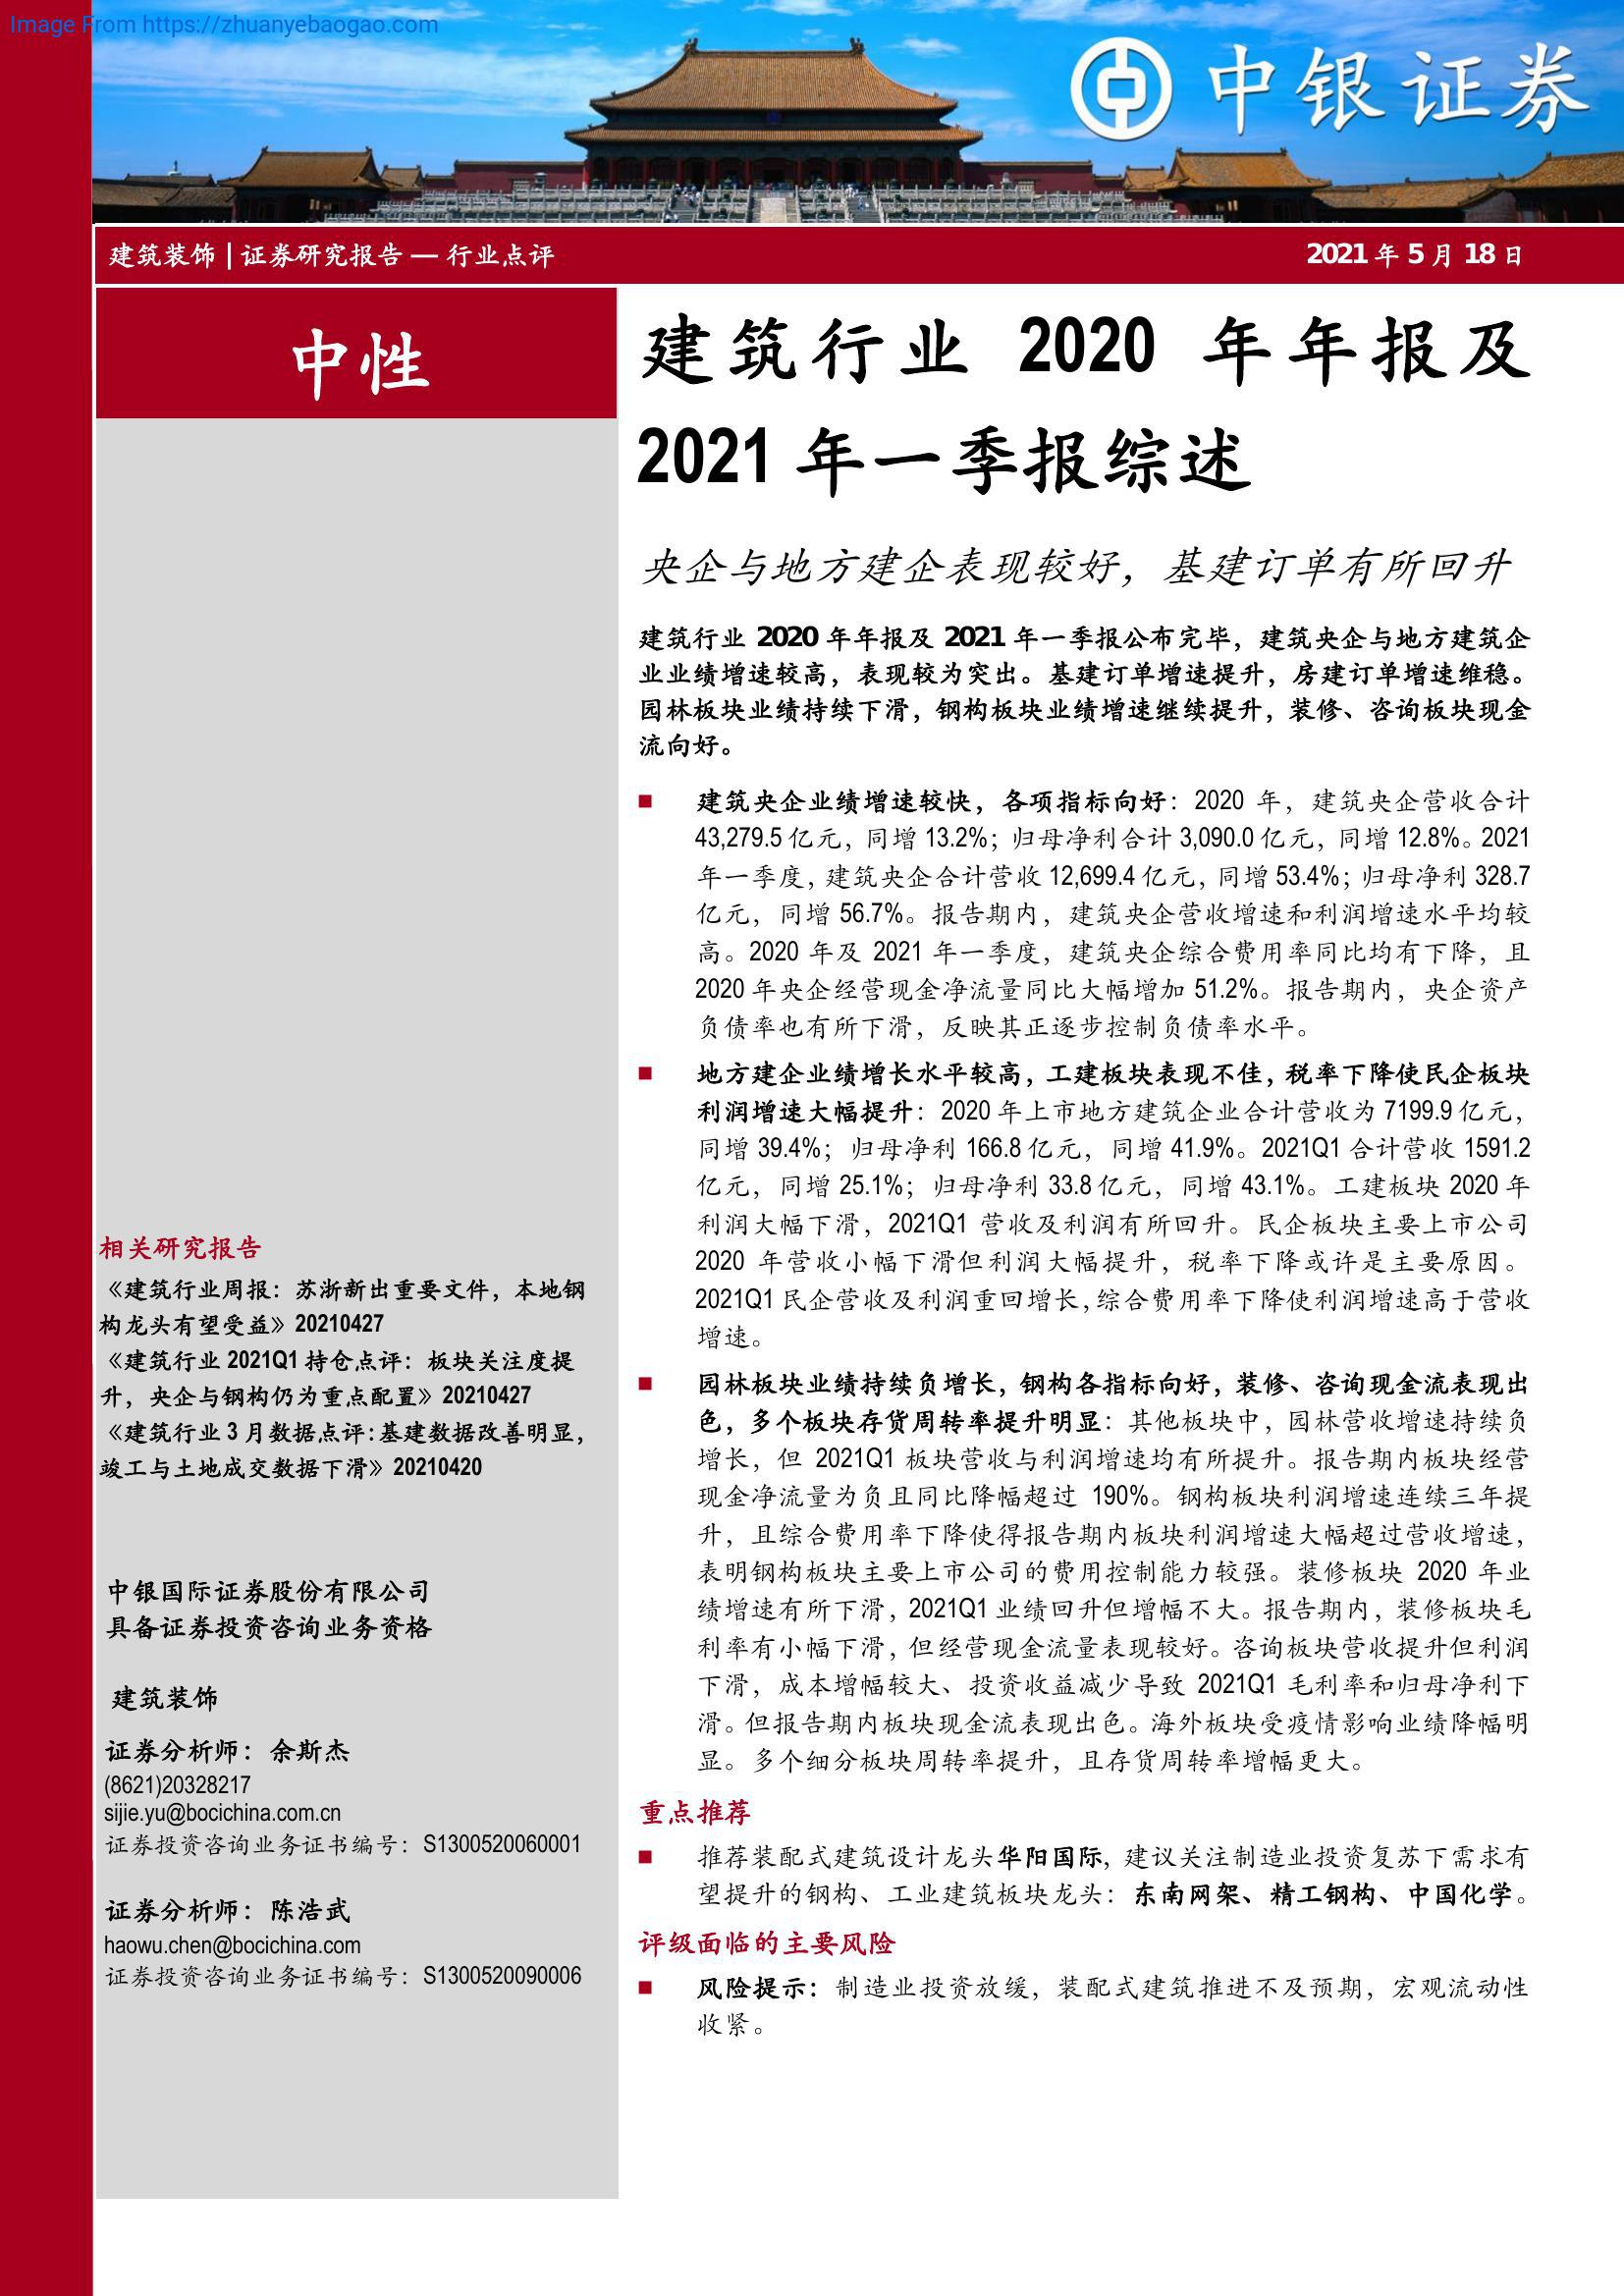 Image From https://zhuanyebaogao.com
中银证券
建筑装饰 | 证券研究报告 — 行业点评
2021 年 5 月 18 日
中性
建筑行业 2020 年年报及
2021 年一季报综述
央企与地方建企表现较好，基建订单有所回升
建筑行业 2020 年年报及 2021 年一季报公布完毕，建筑央企与地方建筑企
业业绩增速较高，表现较为突出。基建订单增速提升，房建订单增速维稳。
园林板块业绩持续下滑，钢构板块业绩增速继续提升，装修、咨询板块现金
流向好。
■ 建筑央企业绩增速较快，各项指标向好：2020 年，建筑央企营收合计
43,279.5 亿元，同增 13.2%；归母净利合计 3,090.0 亿元，同增 12.8%。2021
年一季度，建筑央企合计营收 12,699.4 亿元，同增 53.4%；归母净利 328.7
亿元，同增 56.7%。报告期内，建筑央企营收增速和利润增速水平均较
高。2020 年及 2021 年一季度，建筑央企综合费用率同比均有下降，且
2020 年央企经营现金净流量同比大幅增加 51.2%。报告期内，央企资产
负债率也有所下滑，反映其正逐步控制负债率水平。
■ 地方建企业绩增长水平较高，工建板块表现不佳，税率下降使民企板块
利润增速大幅提升：2020 年上市地方建筑企业合计营收为 7199.9 亿元，
同增 39.4%；归母净利 166.8 亿元，同增 41.9%。2021Q1 合计营收 1591.2
亿元，同增 25.1%；归母净利 33.8 亿元，同增 43.1%。工建板块 2020 年
利润大幅下滑，2021Q1 营收及利润有所回升。民企板块主要上市公司
2020 年营收小幅下滑但利润大幅提升，税率下降或许是主要原因。
2021Q1 民企营收及利润重回增长，综合费用率下降使利润增速高于营收
增速。
■ 园林板块业绩持续负增长，钢构各指标向好，装修、咨询现金流表现出
色，多个板块存货周转率提升明显：其他板块中，园林营收增速持续负
增长，但 2021Q1 板块营收与利润增速均有所提升。报告期内板块经营
现金净流量为负且同比降幅超过 190%。钢构板块利润增速连续三年提
升，且综合费用率下降使得报告期内板块利润增速大幅超过营收增速，
表明钢构板块主要上市公司的费用控制能力较强。装修板块 2020 年业
绩增速有所下滑，2021Q1 业绩回升但增幅不大。报告期内，装修板块毛
利率有小幅下滑，但经营现金流量表现较好。咨询板块营收提升但利润
下滑，成本增幅较大、投资收益减少导致 2021Q1 毛利率和归母净利下
滑。但报告期内板块现金流表现出色。海外板块受疫情影响业绩降幅明
显。多个细分板块周转率提升，且存货周转率增幅更大。
重点推荐
■ 推荐装配式建筑设计龙头华阳国际，建议关注制造业投资复苏下需求有
望提升的钢构、工业建筑板块龙头：东南网架、精工钢构、中国化学。
评级面临的主要风险
■ 风险提示：制造业投资放缓，装配式建筑推进不及预期，宏观流动性
收紧。
相关研究报告
《建筑行业周报：苏浙新出重要文件，本地钢
构龙头有望受益》20210427
《建筑行业 2021Q1 持仓点评：板块关注度提
升，央企与钢构仍为重点配置》20210427
《建筑行业 3 月数据点评：基建数据改善明显，
竣工与土地成交数据下滑》20210420
中银国际证券股份有限公司
具备证券投资咨询业务资格
建筑装饰
证券分析师：余斯杰
(8621)20328217
sijie.yu@bocichina.com.cn
证券投资咨询业务证书编号：S1300520060001
证券分析师：陈浩武
haowu.chen@bocichina.com
证券投资咨询业务证书编号：S1300520090006